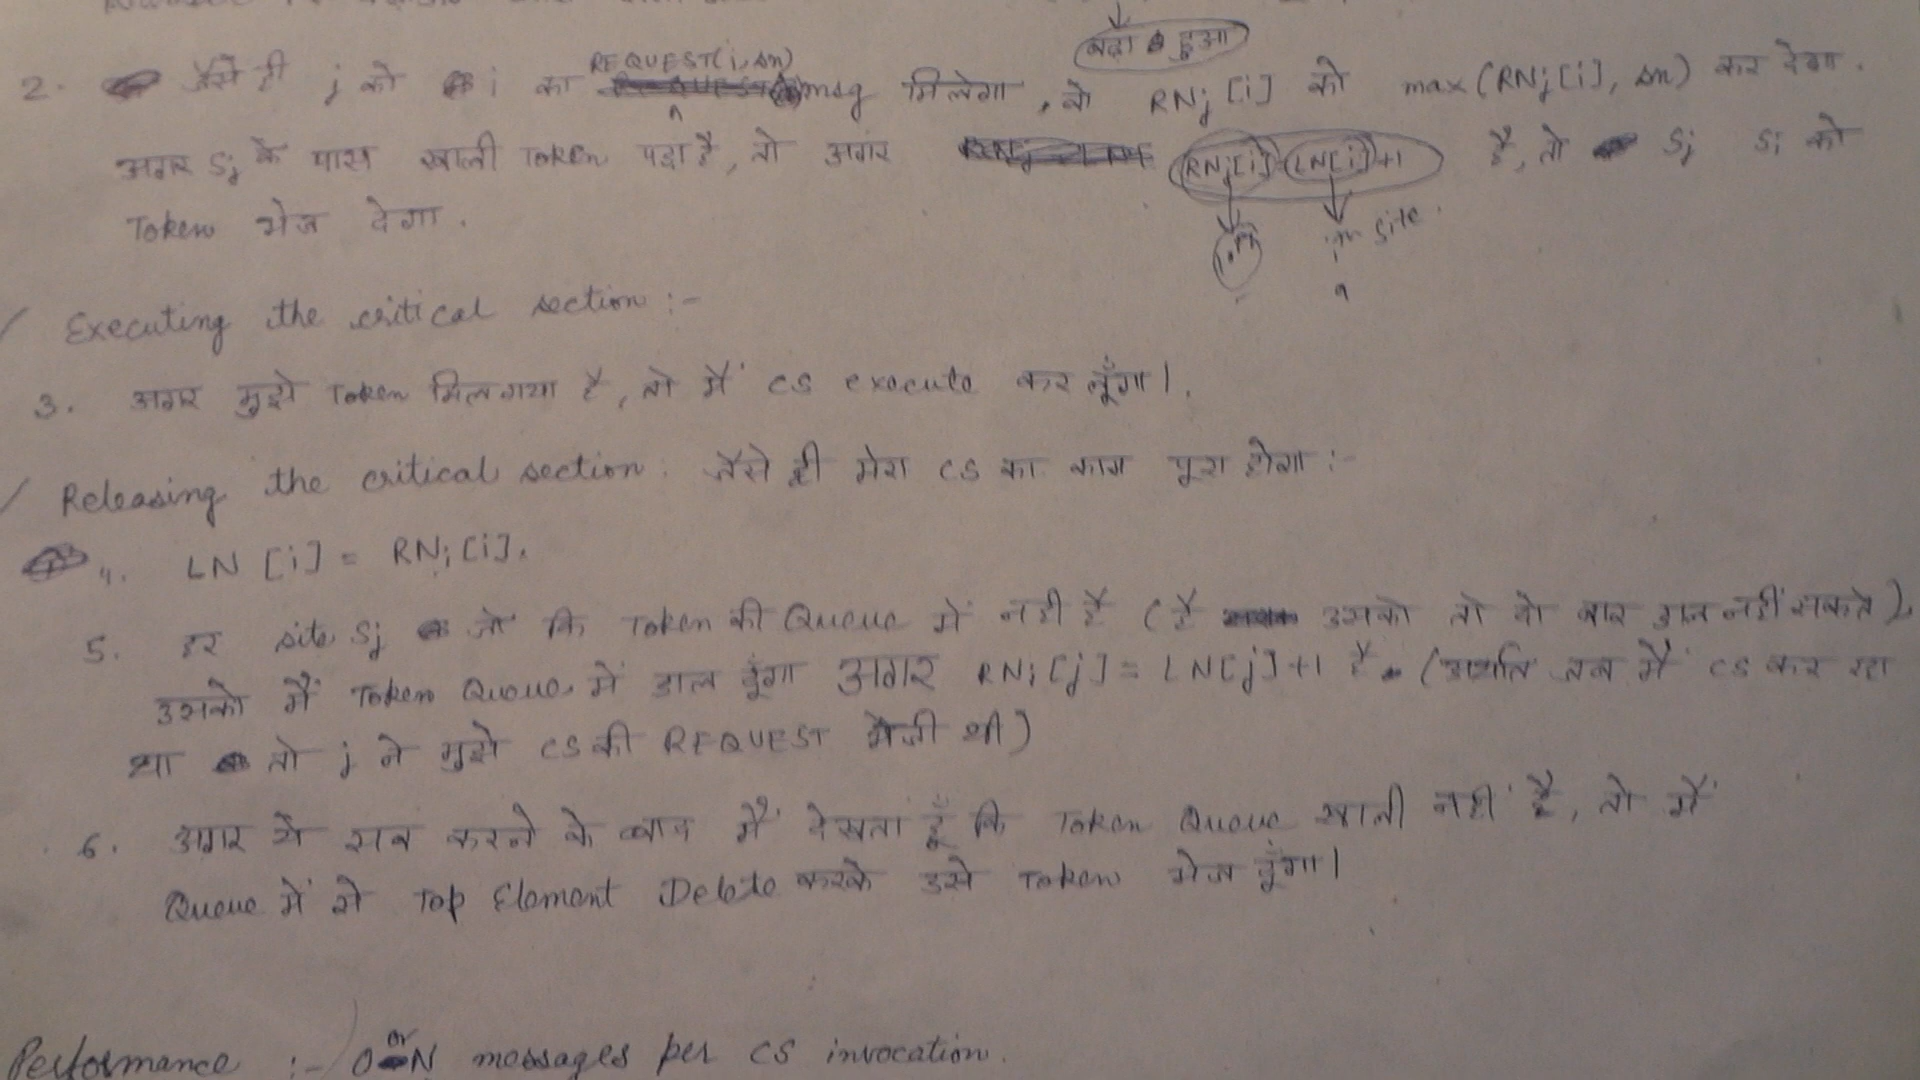 बढ़ा हुआ
REQUEST(i, sn)
2. जैसे ही j को i का msg मिलेगा, वो RNj[i] को max(RNj[i], sn) कर देगा.
अगर Sj के पास खाली Token पड़ा है, तो अगर RNj[i] = LN[i]+1 है, तो Sj Si को
Token भेज देगा.
site.
Executing the critical section :-
3. अगर मुझे Token मिल गया है, तो मैं CS execute कर लूँगा।
Releasing the critical section: जैसे ही मेरा CS का काम पूरा होगा :-
4. LN [i] = RNi[i].
5. हर site Sj जो कि Token की Queue में नहीं है (है उसको तो दो बार डाल नहीं सकते),
उसको मैं Token Queue में डाल दूँगा अगर RNi[j] = LN[j]+1 है. (अर्थात जब मैं CS कर रहा
था तो j ने मुझे CS की REQUEST भेजी थी)
6. अगर ये सब करने के बाद मैं देखता हूँ कि Token Queue खाली नहीं है, तो मैं
Queue में से Top Element Delete करके उसे Token भेज दूँगा।
Performance :- 0 or N messages per CS invocation.